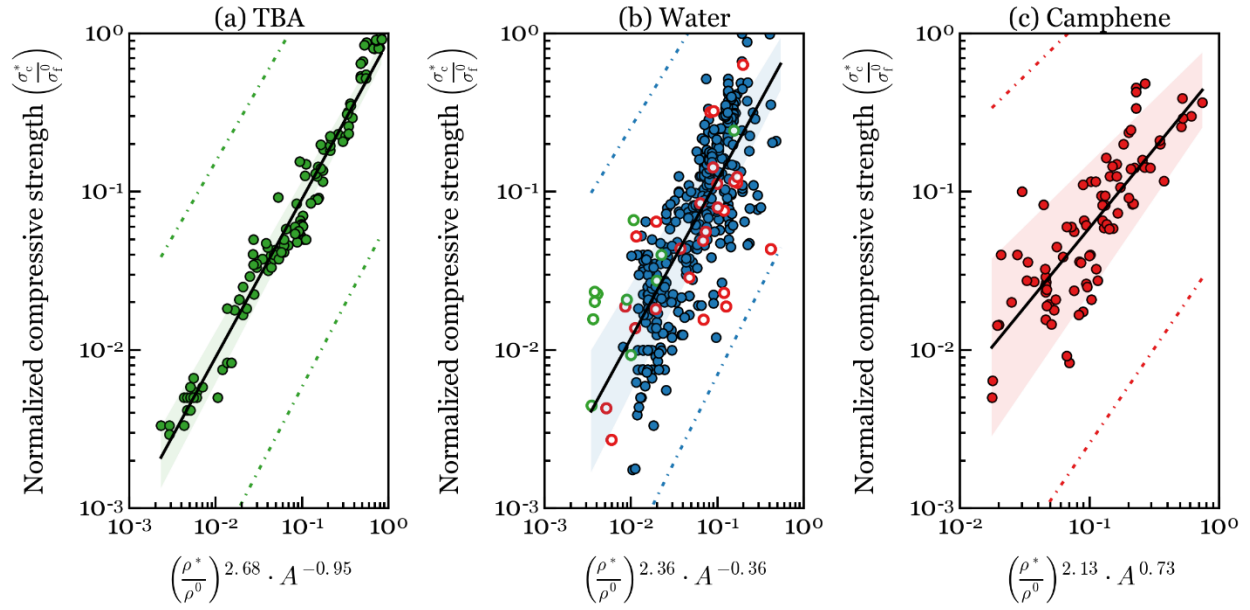 (a) TBA
(b) Water
(c) Camphene
Normalized compressive strength (σ*c/σ0f)
10^0
10^-1
10^-2
10^-3
10^-3 10^-2 10^-1 10^0
(ρ*/ρ^0)^2.68 · A^-0.95
Normalized compressive strength (σ*c/σ0f)
10^0
10^-1
10^-2
10^-3
10^-3 10^-2 10^-1 10^0
(ρ*/ρ^0)^2.36 · A^-0.36
Normalized compressive strength (σ*c/σ0f)
10^0
10^-1
10^-2
10^-3
10^-2 10^-1 10^0
(ρ*/ρ^0)^2.13 · A^0.73